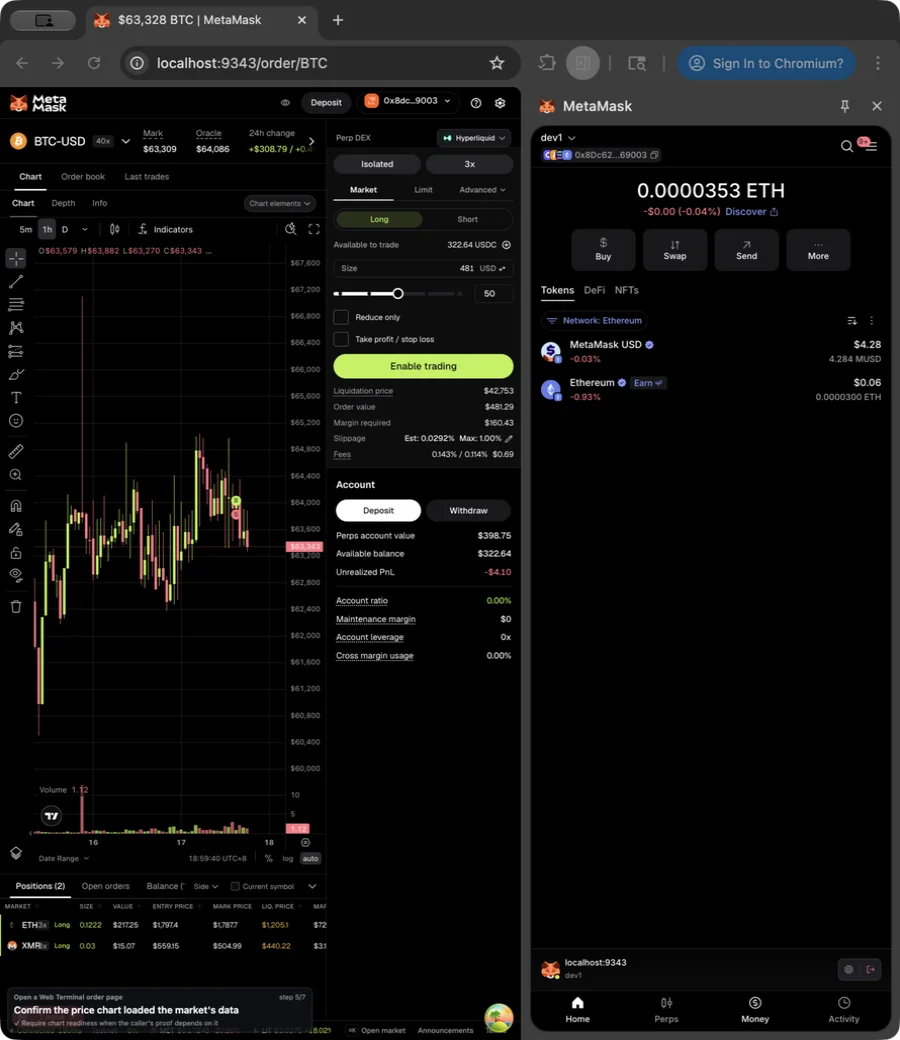 $63,328 BTC | MetaMask
localhost:9343/order/BTC
Sign In to Chromium?
Meta
Mask
Deposit
0x8dc...9003
BTC-USD 40x
Mark
$63,309
Oracle
$64,086
24h change
+$308.79 / +0.4
Chart Order book Last trades
Chart Depth Info
Chart elements
5m 1h D
Indicators
O$63,579 H$63,882 L$63,270 C$63,343 ...
$67,600
$67,200
$66,800
$66,400
$66,000
$65,600
$65,200
$64,800
$64,400
$64,000
$63,600
$63,343
$63,200
$62,800
$62,400
$62,000
$61,600
$61,200
$60,800
$60,400
$60,000
Volume 1.12
10
5
1.12
16 17 18
Date Range
18:59:40 UTC+8
% log auto
Perp DEX
Hyperliquid
Isolated
3x
Market Limit Advanced
Long Short
Available to trade 322.64 USDC
Size 481 USD
50
Reduce only
Take profit / stop loss
Enable trading
Liquidation price $42,753
Order value $481.29
Margin required $160.43
Slippage Est: 0.0292% Max: 1.00%
Fees 0.143% / 0.114% $0.69
Account
Deposit Withdraw
Perps account value $398.75
Available balance $322.64
Unrealized PnL -$4.10
Account ratio 0.00%
Maintenance margin $0
Account leverage 0x
Cross margin usage 0.00%
Positions (2) Open orders Balance ( Side Current symbol
MARKET SIZE VALUE ENTRY PRICE MARK PRICE LIQ. PRICE MAR
ETH 3x Long 0.1222 $217.25 $1,797.4 $1,787.7 $1,205.1 $72
XMR Long 0.03 $15.07 $559.15 $504.99 $440.22 $3.1
Open a Web Terminal order page step 5/7
Confirm the price chart loaded the market's data
✓ Require chart readiness when the caller's proof depends on it
Open market Announcements
MetaMask
dev1
0x8Dc62...69003
9+
0.0000353 ETH
-$0.00 (-0.04%) Discover
Buy
Swap
Send
More
Tokens DeFi NFTs
Network: Ethereum
MetaMask USD $4.28
-0.03% 4.284 MUSD
Ethereum Earn $0.06
-0.93% 0.0000300 ETH
localhost:9343
dev1
Home Perps Money Activity